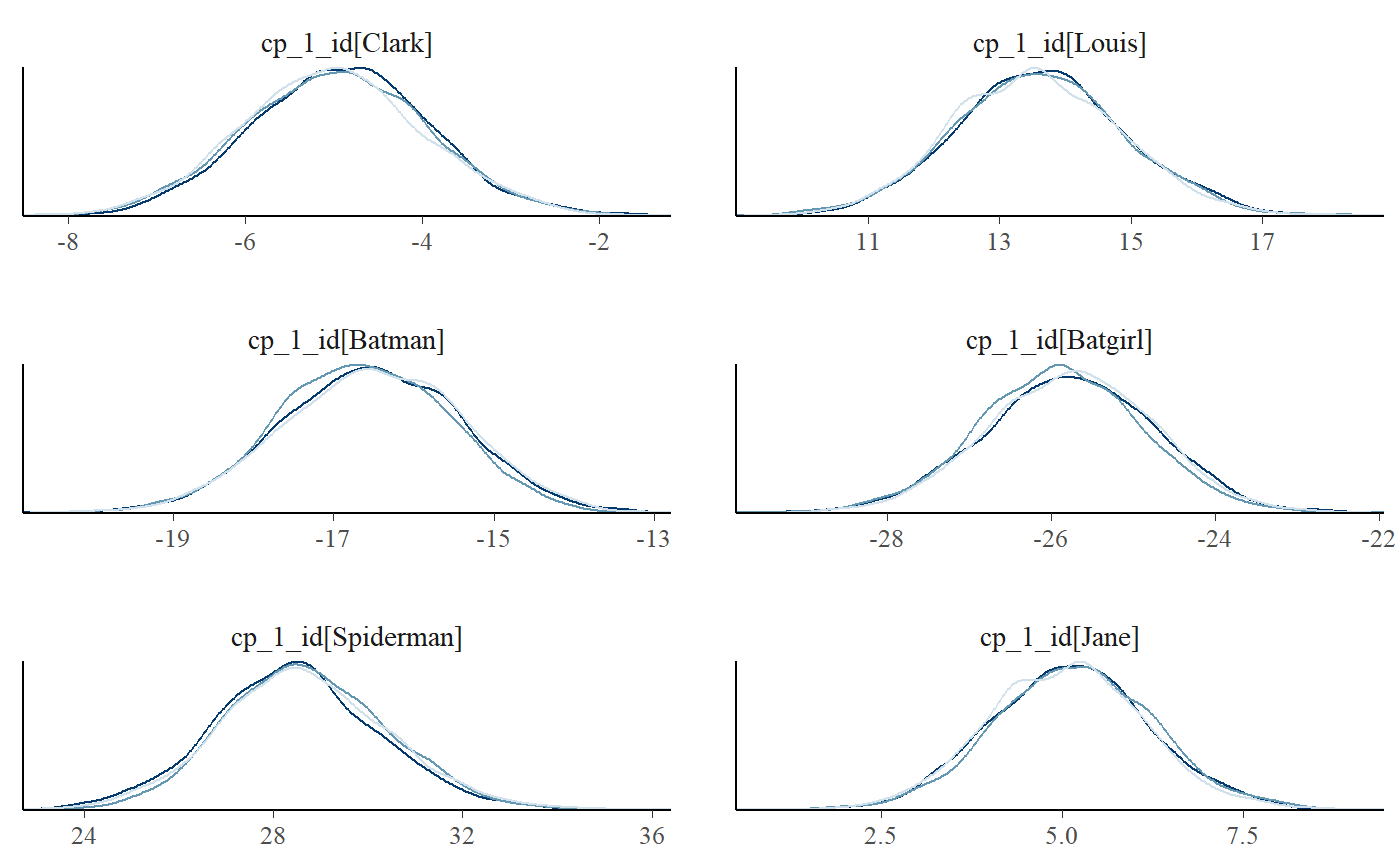 cp_1_id[Clark] cp_1_id[Louis]
-8 -6 -4 -2 11 13 15 17
cp_1_id[Batman] cp_1_id[Batgirl]
-19 -17 -15 -13 -28 -26 -24 -22
cp_1_id[Spiderman] cp_1_id[Jane]
24 28 32 36 2.5 5.0 7.5